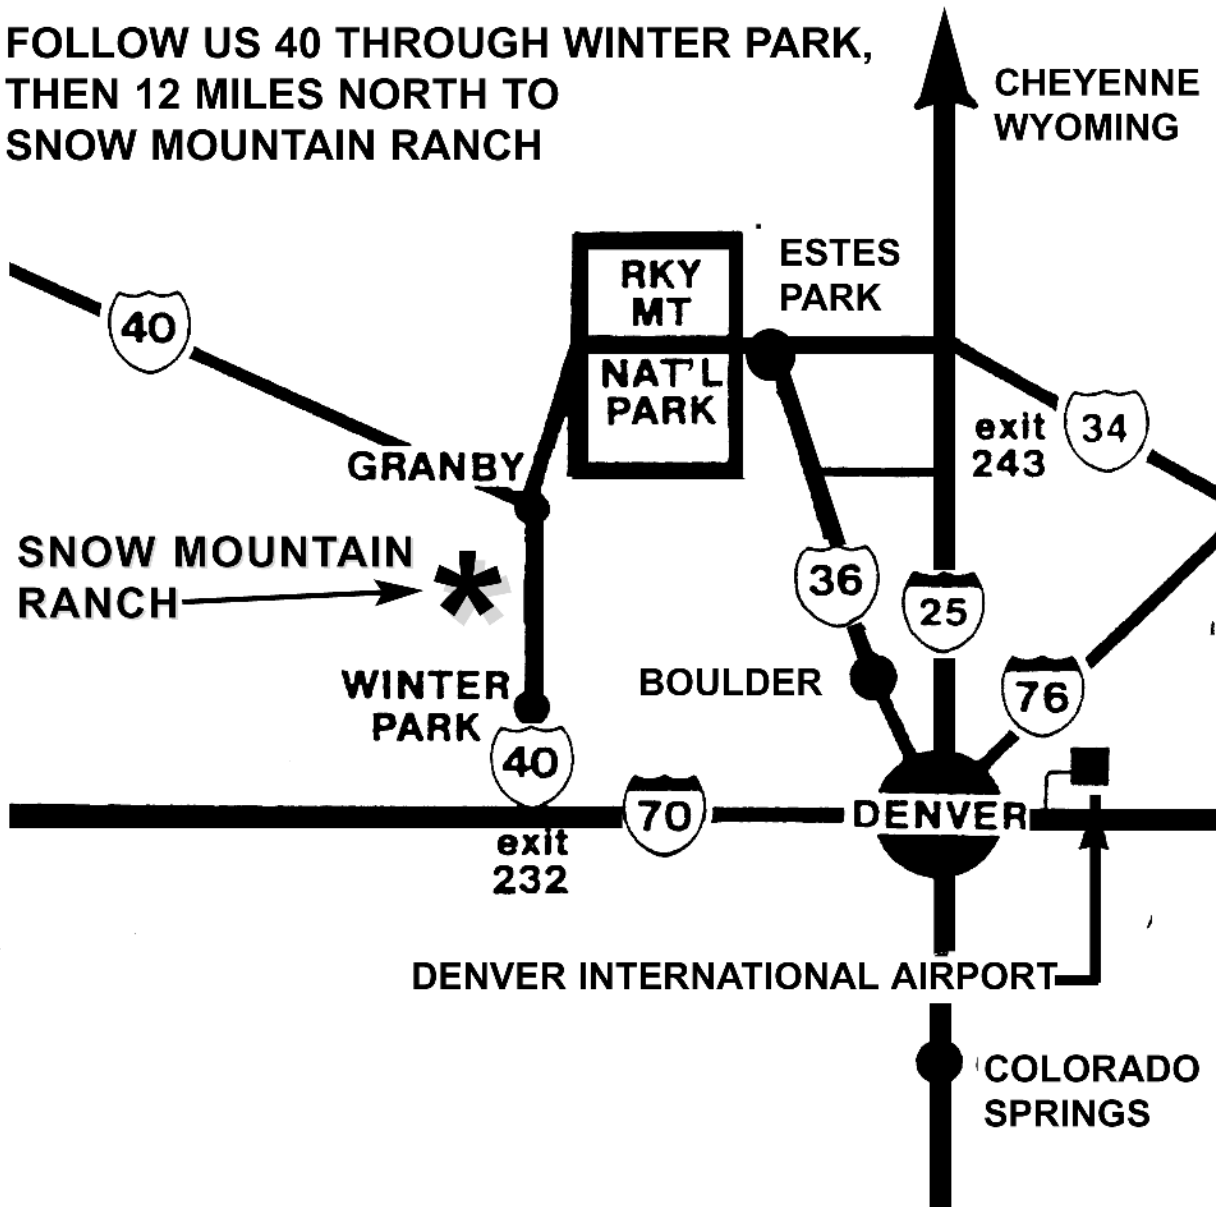 FOLLOW US 40 THROUGH WINTER PARK,
THEN 12 MILES NORTH TO
SNOW MOUNTAIN RANCH
CHEYENNE
WYOMING
ESTES
PARK
RKY
MT
NAT'L
PARK
40
34
exit
243
GRANBY
SNOW MOUNTAIN
RANCH
*
36
25
76
BOULDER
WINTER
PARK
40
70
DENVER
exit
232
DENVER INTERNATIONAL AIRPORT
COLORADO
SPRINGS